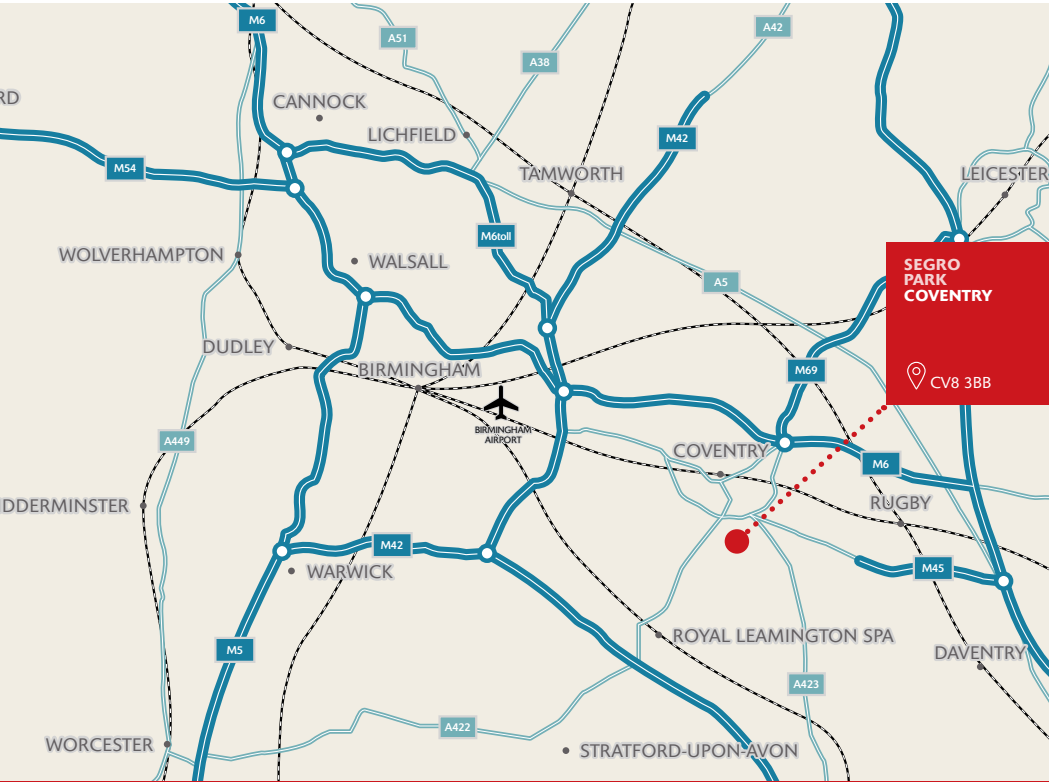 M6
A51
A42
A38
RD
CANNOCK
LICHFIELD
M42
M54
TAMWORTH
LEICESTER
M6toll
WOLVERHAMPTON
WALSALL
A5
SEGRO
PARK
COVENTRY
CV8 3BB
DUDLEY
BIRMINGHAM
M69
BIRMINGHAM
AIRPORT
A449
COVENTRY
M6
IDDERMINSTER
RUGBY
M42
WARWICK
M45
M5
ROYAL LEAMINGTON SPA
DAVENTRY
A423
A422
WORCESTER
STRATFORD-UPON-AVON